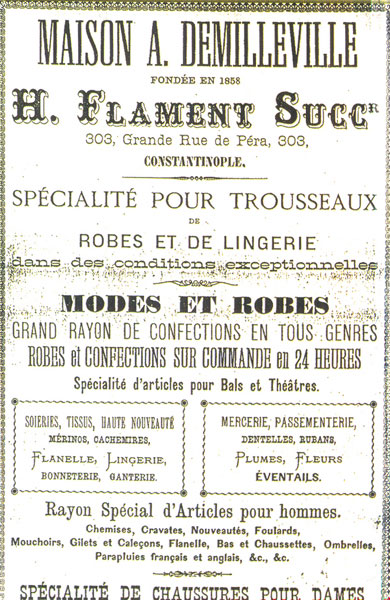 MAISON A. DEMILLEVILLE
FONDÉE EN 1858
H. FLAMENT SUCCR
303, Grande Rue de Péra, 303,
CONSTANTINOPLE,
SPÉCIALITÉ POUR TROUSSEAUX
DE
ROBES ET DE LINGERIE
dans des conditions exceptionnelles
MODES ET ROBES
GRAND RAYON DE CONFECTIONS EN TOUS GENRES
ROBES et CONFECTIONS SUR COMMANDE en 24 HEURES
Spécialité d'articles pour Bals et Théâtres.
SOIERIES, TISSUS, HAUTE NOUVEAUTÉ
MÉRINOS, CACHEMIRES,
FLANELLE, LINGERIE,
BONNETERIE, GANTERIE.
MERCERIE, PASSEMENTERIE,
DENTELLES, RUBANS,
PLUMES, FLEURS
ÉVENTAILS.
Rayon Spécial d'Articles pour hommes.
Chemises, Cravates, Nouveautés, Foulards,
Mouchoirs, Gilets et Caleçons, Flanelle, Bas et Chaussettes, Ombrelles,
Parapluies français et anglais, &c., &c.
SPÉCIALITÉ DE CHAUSSURES POUR DAMES